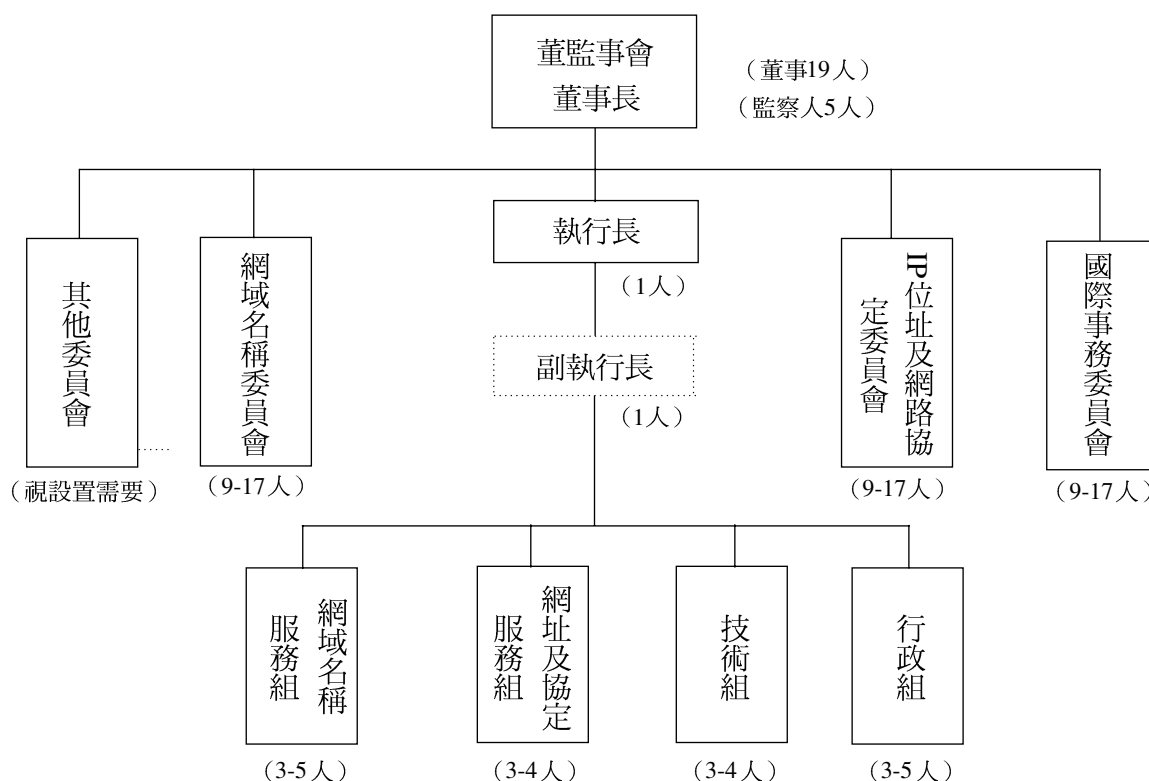 董監事會
董事長
（董事19人）
（監察人5人）
執行長
（1人）
副執行長
（1人）
其他委員會
（視設置需要）
網域名稱委員會
（9-17人）
IP位址及網路協
定委員會
（9-17人）
國際事務委員會
（9-17人）
網域名稱
服務組
（3-5人）
網址及協定
服務組
（3-4人）
技術組
（3-4人）
行政組
（3-5人）